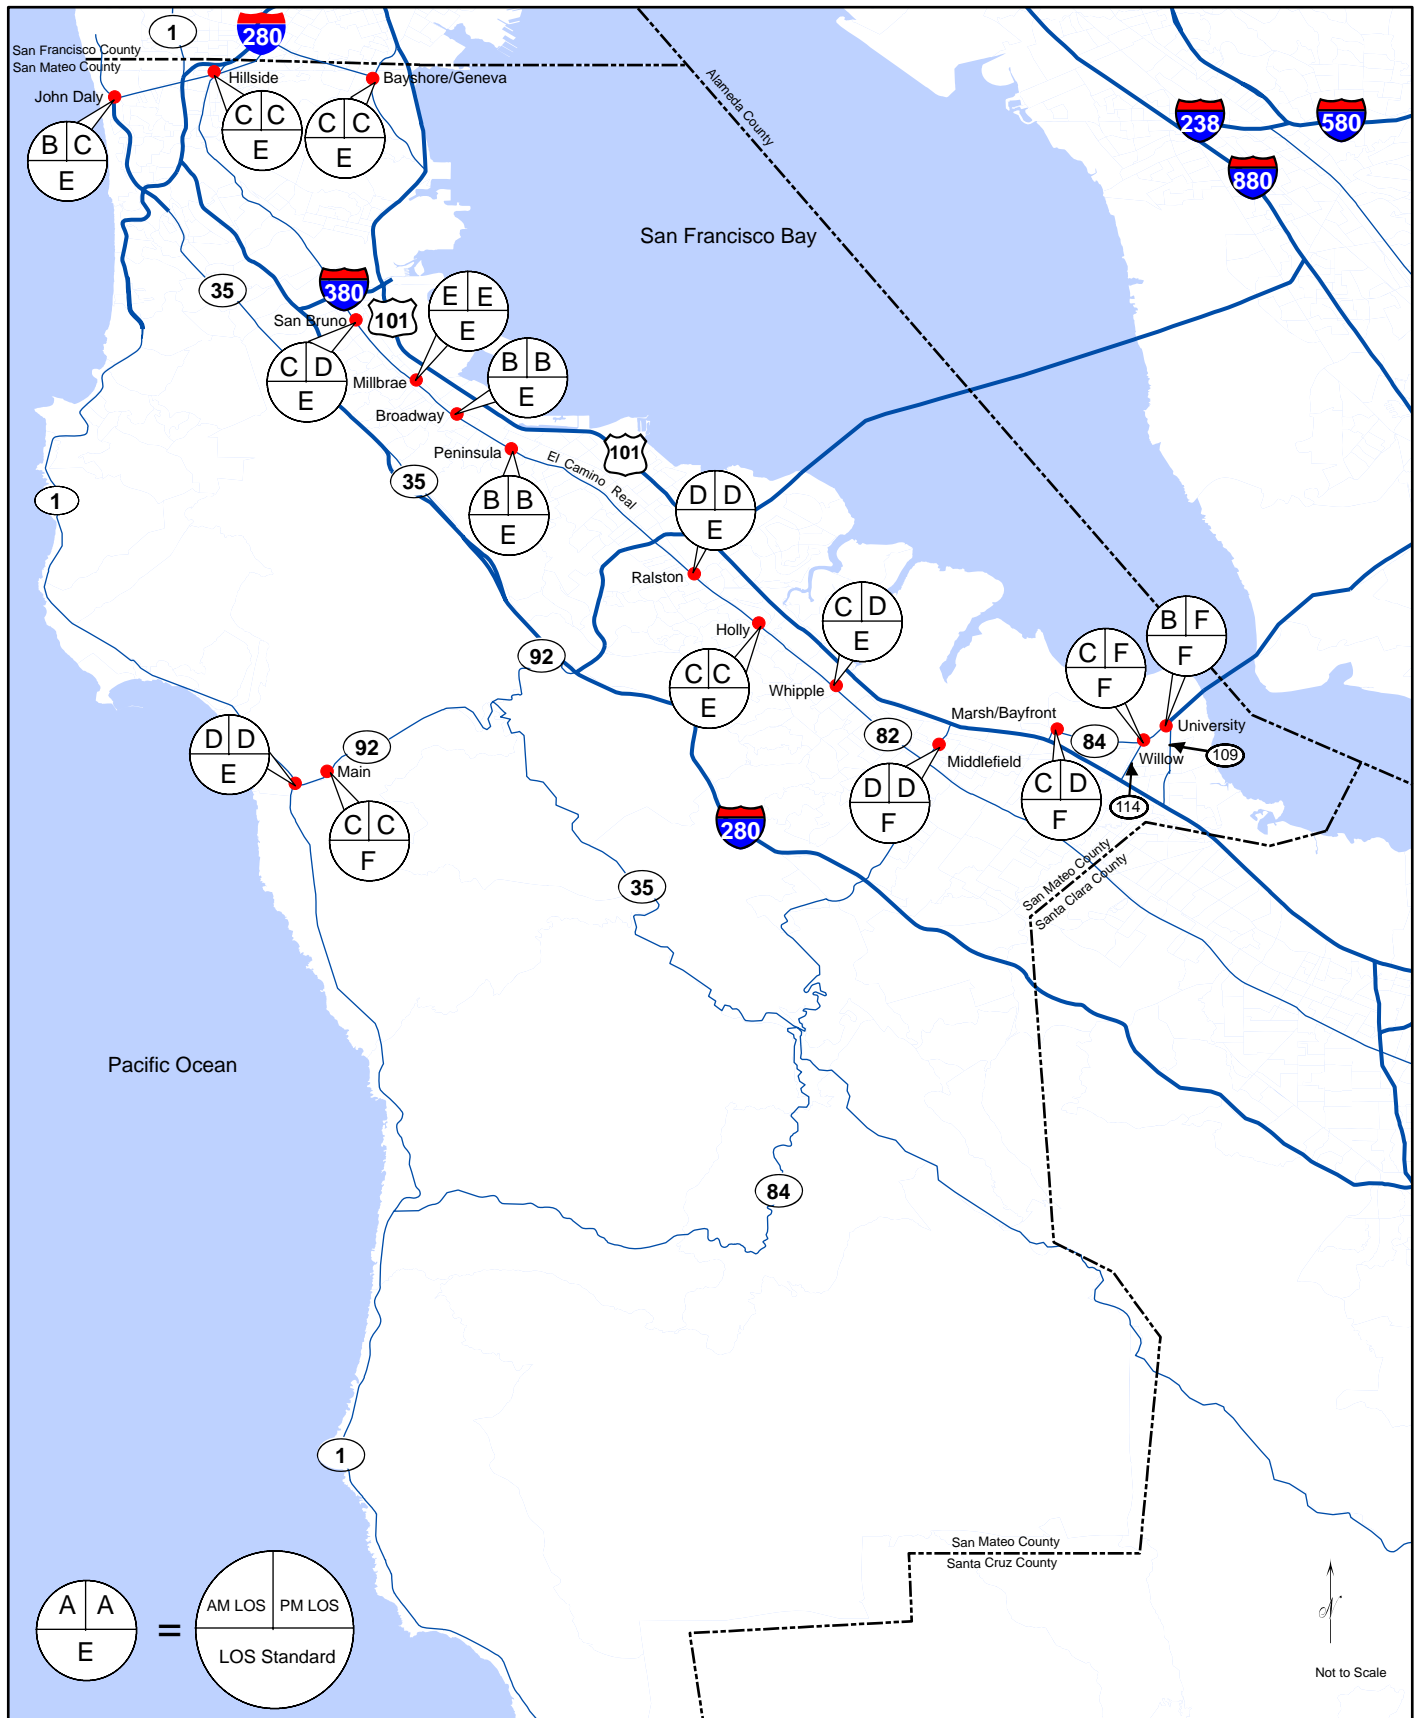 1
280
San Francisco County
San Mateo County
Hillside
Bayshore/Geneva
John Daly
C C
E
C C
E
B C
E
Alameda County
238
580
880
San Francisco Bay
35
380
E E
E
San Bruno
101
C D
E
Millbrae
B B
E
Broadway
Peninsula
El Camino Real
101
35
1
B B
E
D D
E
Ralston
C D
E
Holly
B F
F
C F
F
92
C C
E
Whipple
Marsh/Bayfront
University
82
84
109
Willow
Middlefield
D D
E
92
Main
D D
F
C D
F
114
C C
F
280
San Mateo County
Santa Clara County
35
Pacific Ocean
84
1
San Mateo County
Santa Cruz County
A A
E
=
AM LOS PM LOS
LOS Standard
N
Not to Scale